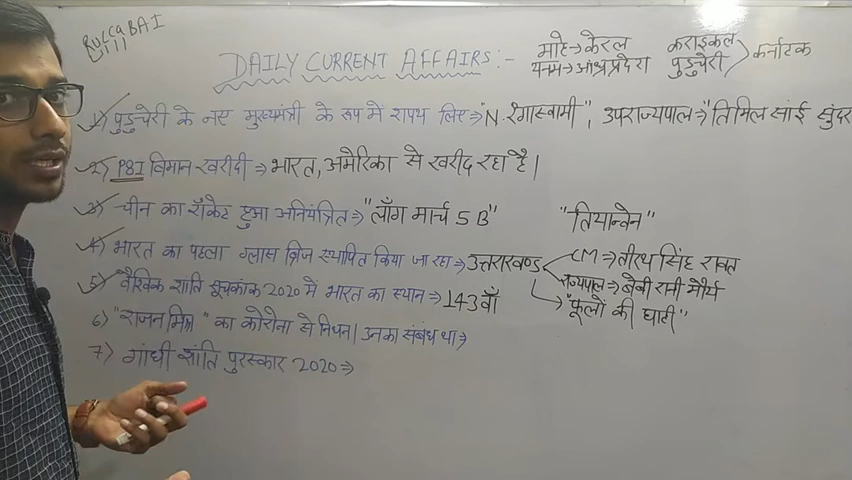 DAILY CURRENT AFFAIRS :-
माहे → केरल
यनम → आंध्रप्रदेश
कराइकल
पुडुचेरी
कर्नाटक
1) पुडुचेरी के नए मुख्यमंत्री के रूप में शपथ लिए ⇒ "N. रंगास्वामी", उपराज्यपाल ⇒ "तिमिल साई सुंदर
2) P8I विमान खरीदी ⇒ भारत, अमेरिका से खरीद रहा है।
3) चीन का रॉकेट हुआ अनियंत्रित ⇒ "लाँग मार्च 5 B" "तियान्वेन"
4) भारत का पहला ग्लास ब्रिज स्थापित किया जा रहा ⇒ उत्तराखण्ड
CM → तीरथ सिंह रावत
राज्यपाल → बेबी रानी मौर्य
→ "फूलों की घाटी"
5) वैश्विक शांति सूचकांक 2020 में भारत का स्थान ⇒ 143वाँ
6) "राजन मिश्र" का कोरोना से निधन। उनका संबंध था ⇒
7) गांधी शांति पुरस्कार 2020 ⇒